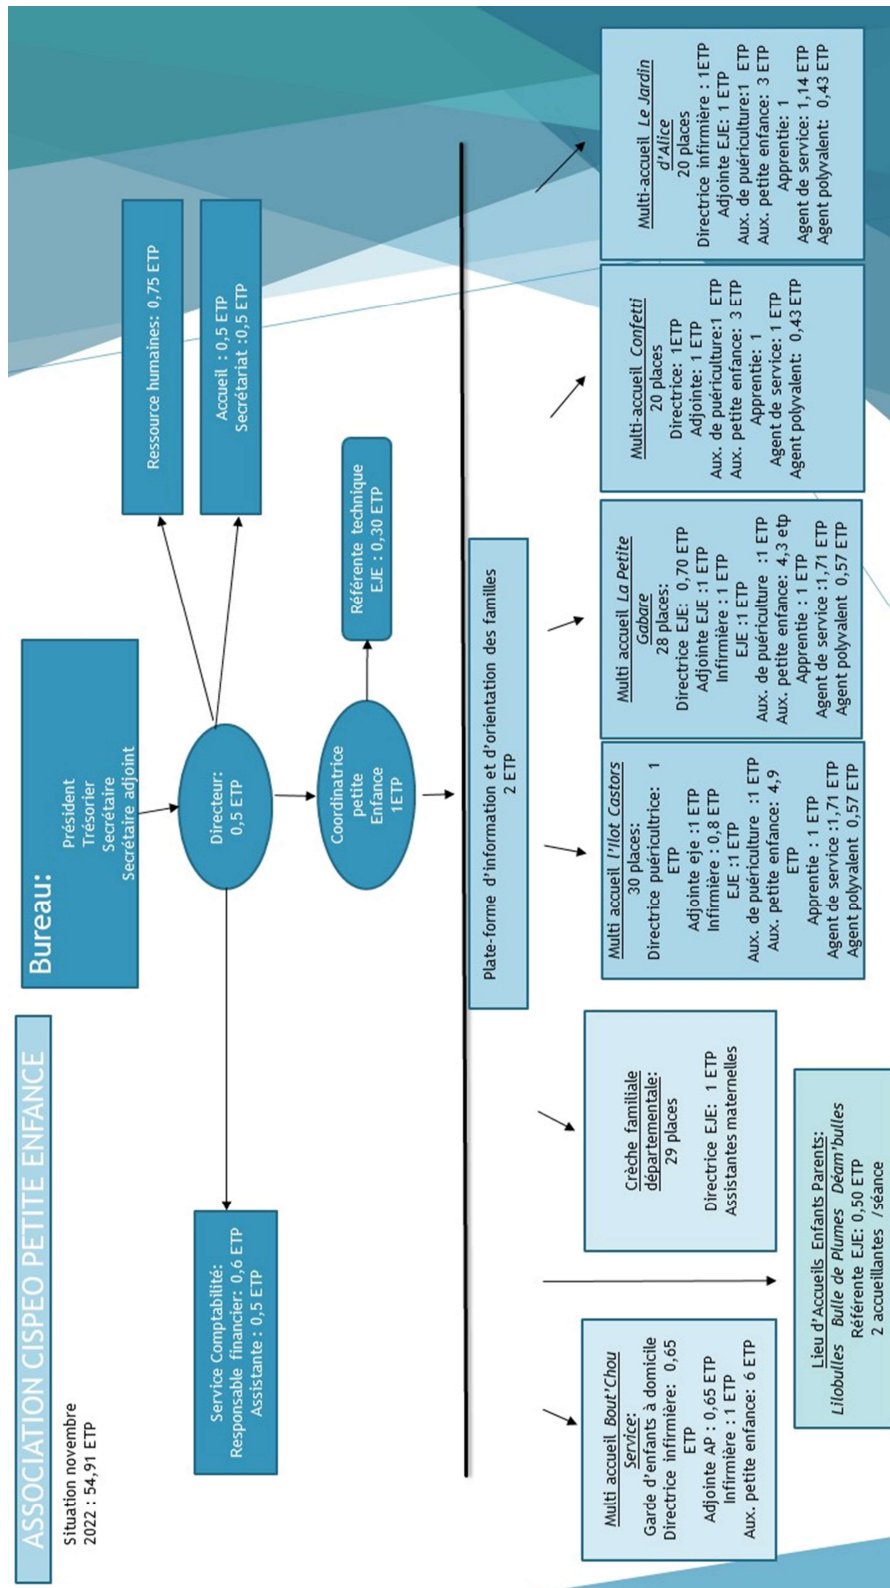 ASSOCIATION CISPEO PETITE ENFANCE
Situation novembre
2022 : 54,91 ETP
Bureau:
Président
Trésorier
Secrétaire
Secrétaire adjoint
Ressource humaines: 0,75 ETP
Accueil : 0,5 ETP
Secrétariat :0,5 ETP
Directeur:
0,5 ETP
Service Comptabilité:
Responsable financier: 0,6 ETP
Assistante : 0,5 ETP
Coordinatrice
petite
Enfance
1ETP
Référente technique
EJE : 0,30 ETP
Plate-forme d'information et d'orientation des familles
2 ETP
Multi accueil Bout'Chou
Service:
Garde d'enfants à domicile
Directrice infirmière: 0,65
ETP
Adjointe AP : 0,65 ETP
Infirmière : 1 ETP
Aux. petite enfance: 6 ETP
Crèche familiale
départementale:
29 places
Directrice EJE: 1 ETP
Assistantes maternelles
Multi accueil l'Ilot Castors
30 places:
Directrice puéricultrice: 1
ETP
Adjointe eje :1 ETP
Infirmière : 0,8 ETP
EJE :1 ETP
Aux. de puériculture :1 ETP
Aux. petite enfance: 4,9
ETP
Apprentie : 1 ETP
Agent de service :1,71 ETP
Agent polyvalent 0,57 ETP
Multi accueil La Petite
Gabare
28 places:
Directrice EJE: 0,70 ETP
Adjointe EJE :1 ETP
Infirmière : 1 ETP
EJE :1 ETP
Aux. de puériculture :1 ETP
Aux. petite enfance: 4,3 etp
Apprentie : 1 ETP
Agent de service :1,71 ETP
Agent polyvalent 0,57 ETP
Multi-accueil Confetti
20 places
Directrice: 1ETP
Adjointe: 1 ETP
Aux. de puériculture:1 ETP
Aux. petite enfance: 3 ETP
Apprentie: 1
Agent de service: 1 ETP
Agent polyvalent: 0,43 ETP
Multi-accueil Le Jardin
d'Alice
20 places
Directrice infirmière : 1ETP
Adjointe EJE: 1 ETP
Aux. de puériculture:1 ETP
Aux. petite enfance: 3 ETP
Apprentie: 1
Agent de service: 1,14 ETP
Agent polyvalent: 0,43 ETP
Lieu d'Accueils Enfants Parents:
Lilobulles Bulle de Plumes Déam'bulles
Référente EJE: 0,50 ETP
2 accueillantes /séance